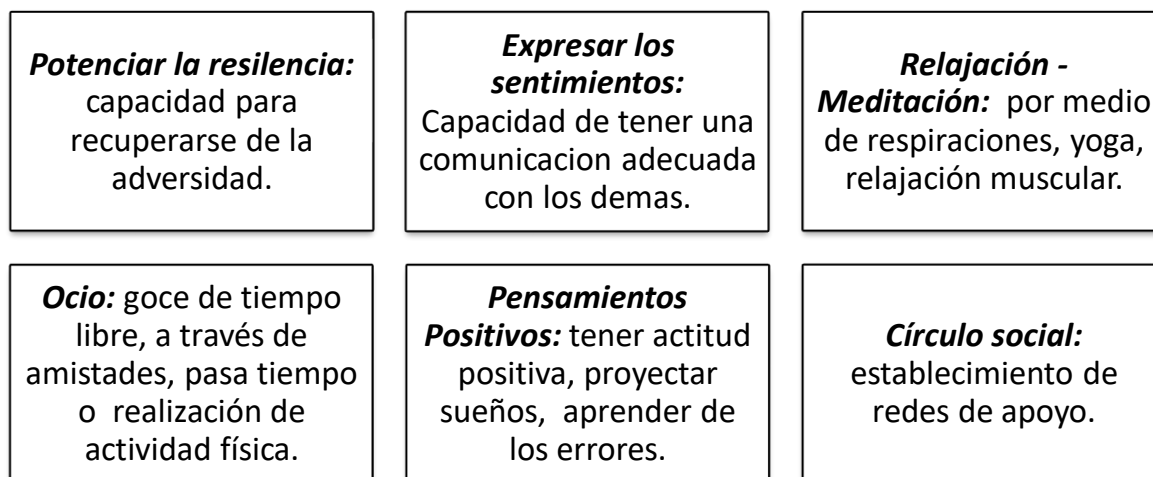 Potenciar la resilencia:
capacidad para
recuperarse de la
adversidad.
Expresar los
sentimientos:
Capacidad de tener una
comunicacion adecuada
con los demas.
Relajación -
Meditación: por medio
de respiraciones, yoga,
relajación muscular.
Ocio: goce de tiempo
libre, a través de
amistades, pasa tiempo
o realización de
actividad física.
Pensamientos
Positivos: tener actitud
positiva, proyectar
sueños, aprender de
los errores.
Círculo social:
establecimiento de
redes de apoyo.